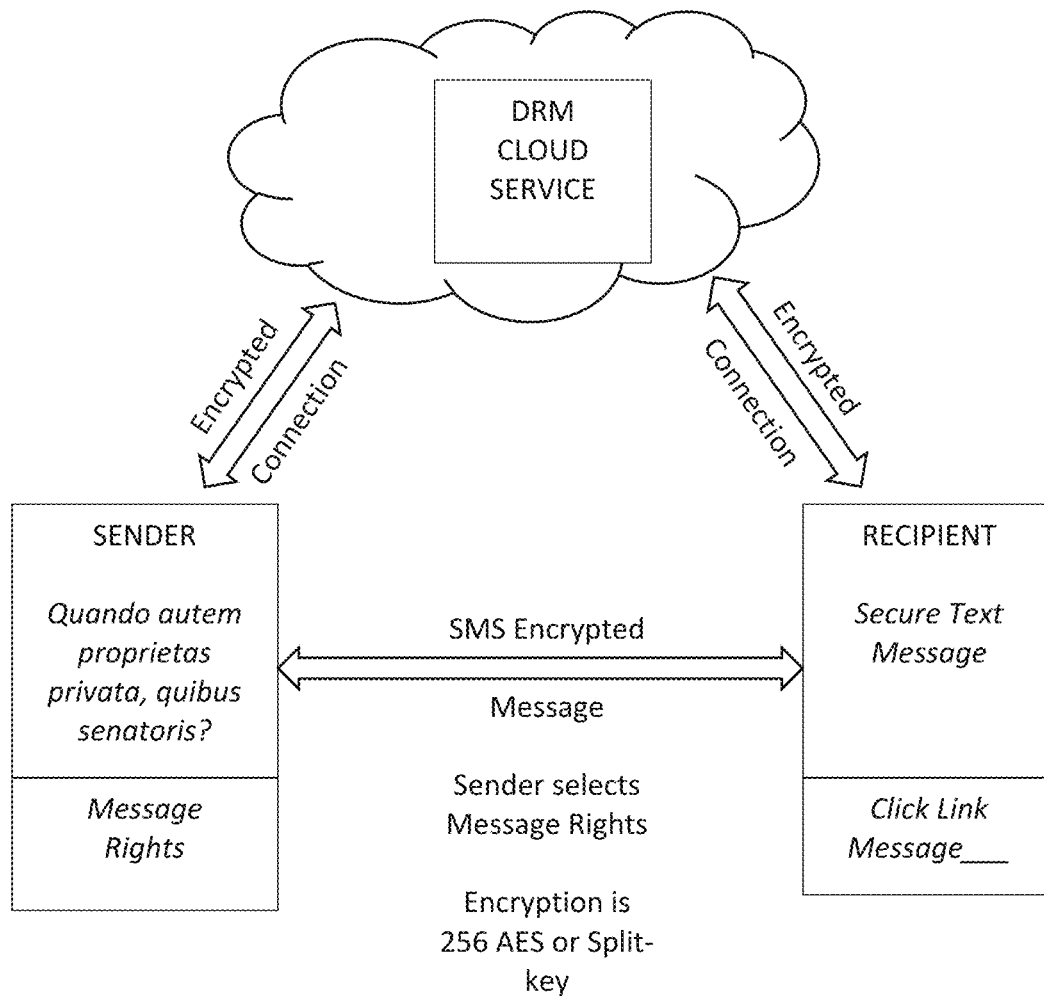 DRM
CLOUD
SERVICE
Encrypted
Connection
Encrypted
Connection
SENDER
Quando autem
proprietas
privata, quibus
senatoris?
Message
Rights
SMS Encrypted
Message
Sender selects
Message Rights
Encryption is
256 AES or Split-
key
RECIPIENT
Secure Text
Message
Click Link
Message___